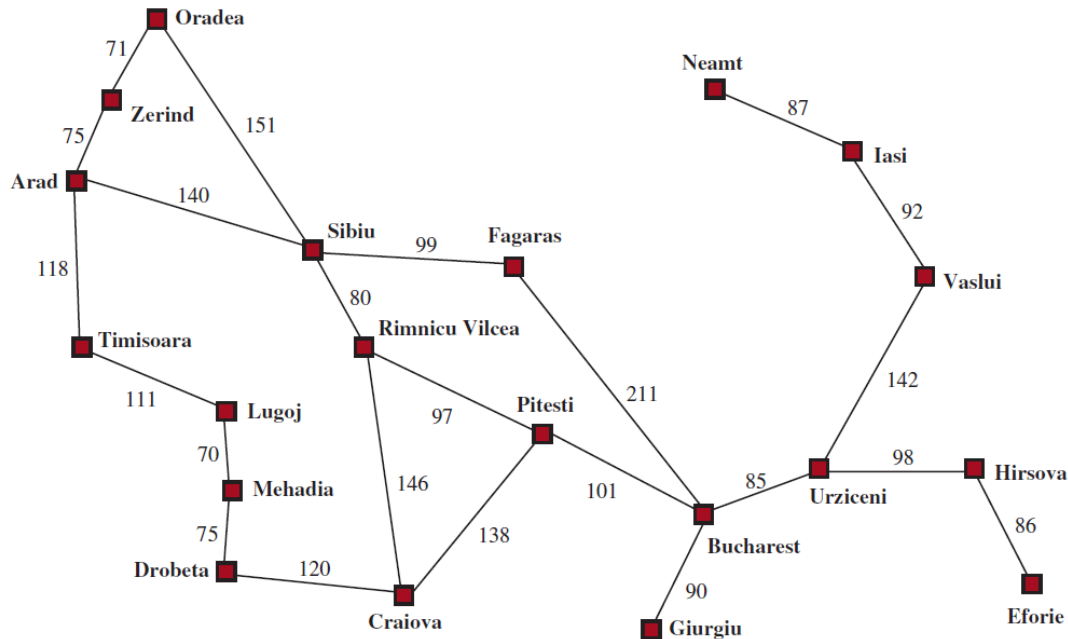 Oradea
71
Neamt
87
Zerind
151
75
Iasi
Arad
140
92
Sibiu
Fagaras
99
118
80
Vaslui
Timisoara
Rimnicu Vilcea
142
111
211
Lugoj
97
Pitesti
70
98
Hirsova
Mehadia
146
101
85
Urziceni
75
138
86
Bucharest
Drobeta
120
90
Craiova
Eforie
Giurgiu